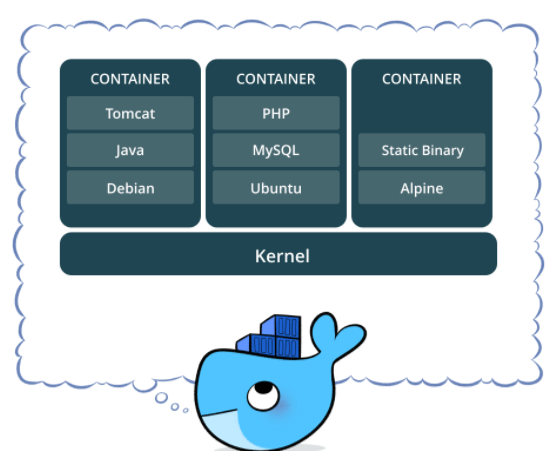 CONTAINER
Tomcat
Java
Debian
CONTAINER
PHP
MySQL
Ubuntu
CONTAINER
Static Binary
Alpine
Kernel